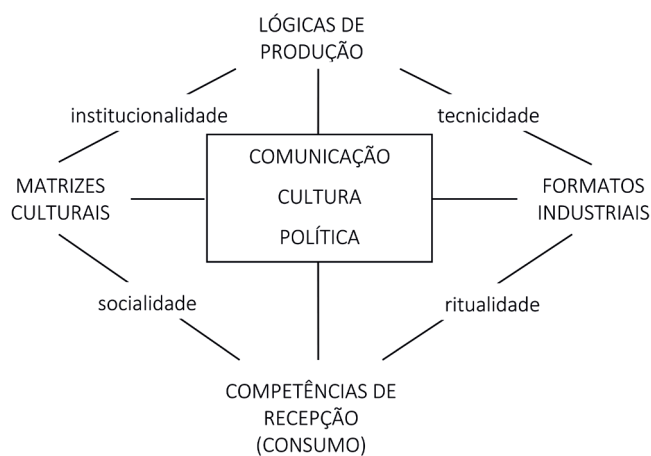 LÓGICAS DE
PRODUÇÃO
institucionalidade
tecnicidade
COMUNICAÇÃO
CULTURA
POLÍTICA
MATRIZES
CULTURAIS
FORMATOS
INDUSTRIAIS
socialidade
ritualidade
COMPETÊNCIAS DE
RECEPÇÃO
(CONSUMO)